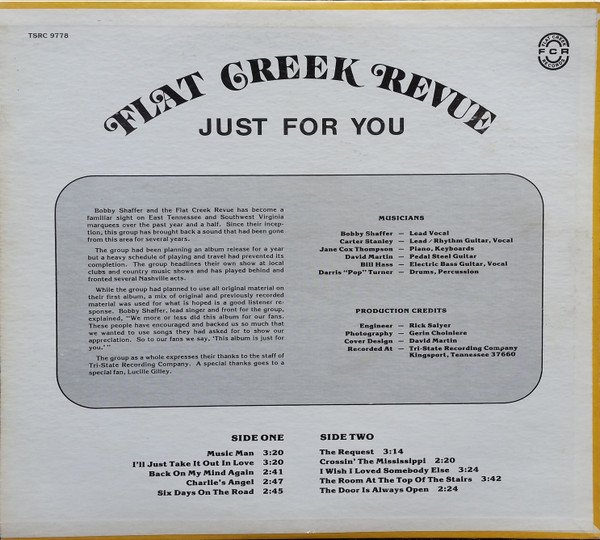 TSRC 9778
FLAT CREEK RECORDS
FCR
FLAT CREEK REVUE
JUST FOR YOU
Bobby Shaffer and the Flat Creek Revue has become a
familiar sight on East Tennessee and Southwest Virginia
marquees over the past year and a half. Since their incep-
tion, this group has brought back a sound that had been gone
from this area for several years.
The group had been planning an album release for a year
but a heavy schedule of playing and travel had prevented its
completion. The group headlines their own show at local
clubs and country music shows and has played behind and
fronted several Nashville acts.
While the group had planned to use all original material on
their first album, a mix of original and previously recorded
material was used for what is hoped is a good listener re-
sponse. Bobby Shaffer, lead singer and front for the group,
explained, "We more or less did this album for our fans.
These people have encouraged and backed us so much that
we wanted to use songs they had asked for to show our
appreciation. So to our fans we say, 'This album is just for
you.' "
The group as a whole expresses their thanks to the staff of
Tri-State Recording Company. A special thanks goes to a
special fan, Lucille Gilley.
MUSICIANS
Bobby Shaffer — Lead Vocal
Carter Stanley — Lead/Rhythm Guitar, Vocal
Jane Cox Thompson — Piano, Keyboards
David Martin — Pedal Steel Guitar
Bill Hass — Electric Bass Guitar, Vocal
Darris "Pop" Turner — Drums, Percussion
PRODUCTION CREDITS
Engineer — Rick Salyer
Photography — Gerin Choiniere
Cover Design — David Martin
Recorded At — Tri-State Recording Company
Kingsport, Tennessee 37660
SIDE ONE
Music Man 3:20
I'll Just Take It Out In Love 3:20
Back On My Mind Again 2:41
Charlie's Angel 2:47
Six Days On The Road 2:45
SIDE TWO
The Request 3:14
Crossin' The Mississippi 2:20
I Wish I Loved Somebody Else 3:24
The Room At The Top Of The Stairs 3:42
The Door Is Always Open 2:24